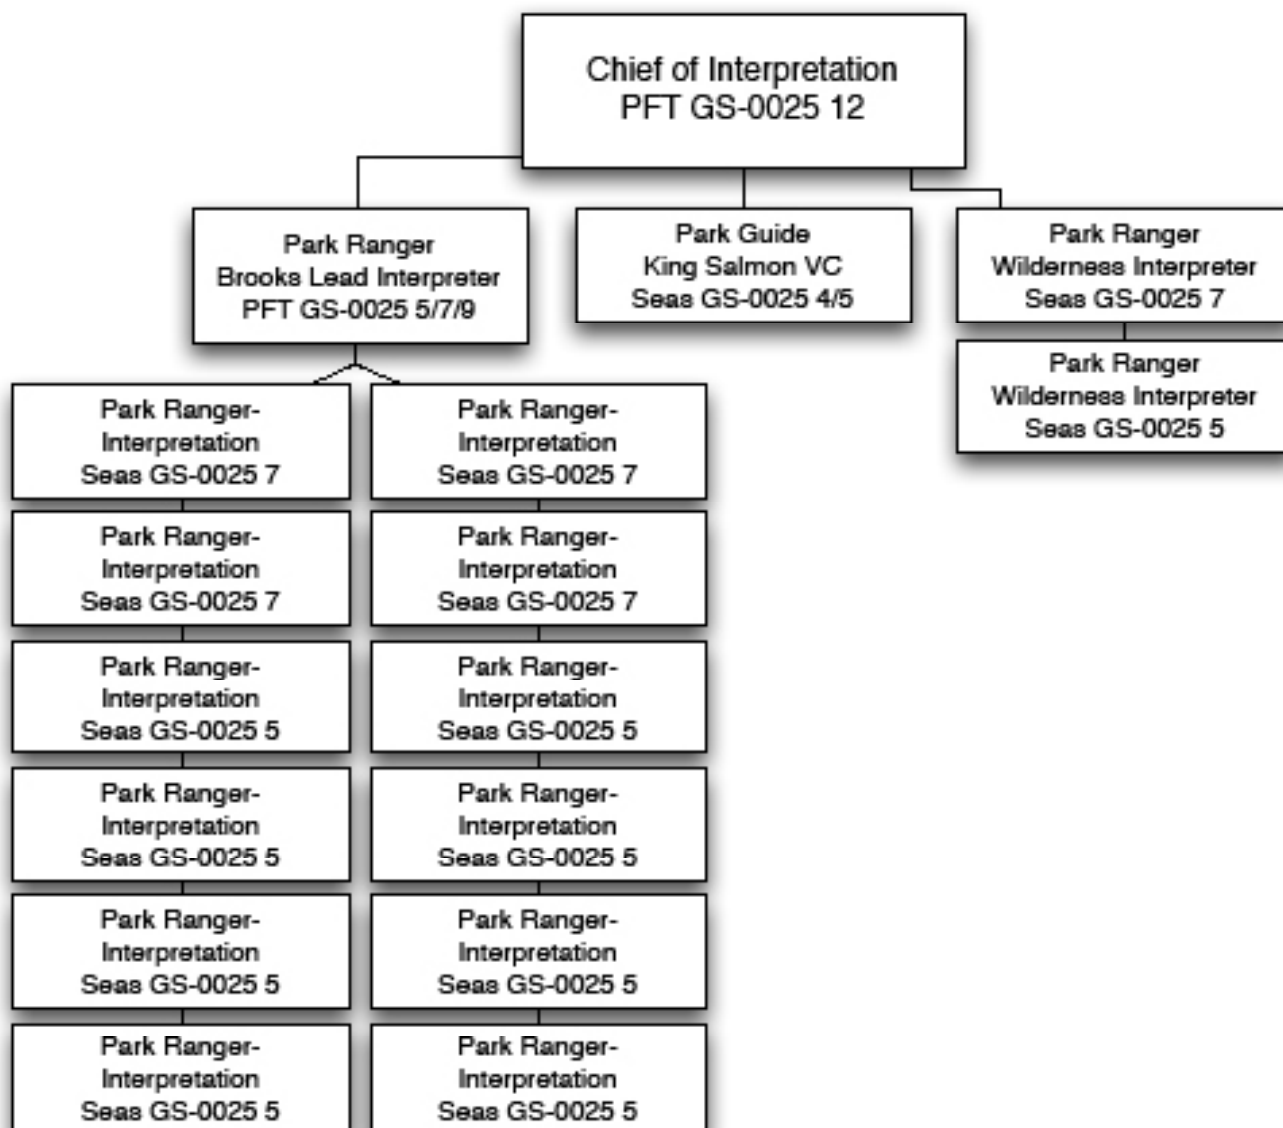 Chief of Interpretation
PFT GS-0025 12
Park Ranger
Brooks Lead Interpreter
PFT GS-0025 5/7/9
Park Guide
King Salmon VC
Seas GS-0025 4/5
Park Ranger
Wilderness Interpreter
Seas GS-0025 7
Park Ranger
Wilderness Interpreter
Seas GS-0025 5
Park Ranger-
Interpretation
Seas GS-0025 7
Park Ranger-
Interpretation
Seas GS-0025 7
Park Ranger-
Interpretation
Seas GS-0025 7
Park Ranger-
Interpretation
Seas GS-0025 7
Park Ranger-
Interpretation
Seas GS-0025 5
Park Ranger-
Interpretation
Seas GS-0025 5
Park Ranger-
Interpretation
Seas GS-0025 5
Park Ranger-
Interpretation
Seas GS-0025 5
Park Ranger-
Interpretation
Seas GS-0025 5
Park Ranger-
Interpretation
Seas GS-0025 5
Park Ranger-
Interpretation
Seas GS-0025 5
Park Ranger-
Interpretation
Seas GS-0025 5